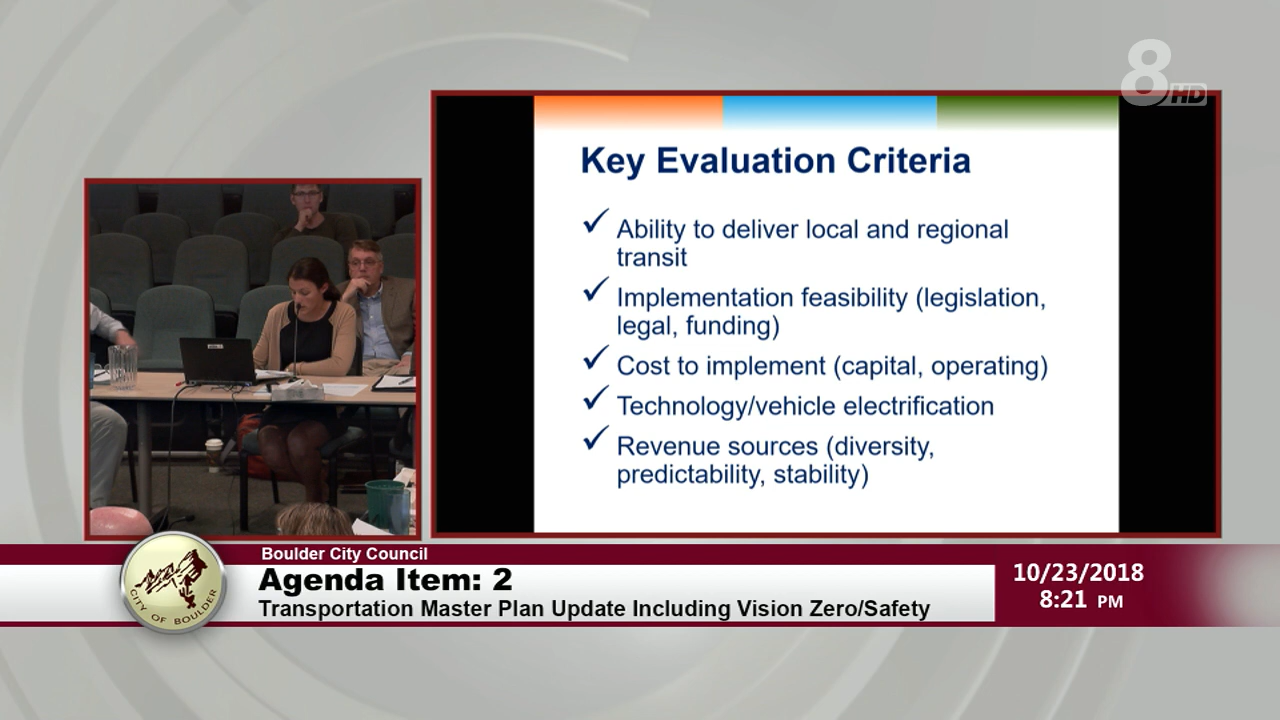 8HD
Key Evaluation Criteria
✓ Ability to deliver local and regional
transit
✓ Implementation feasibility (legislation,
legal, funding)
✓ Cost to implement (capital, operating)
✓ Technology/vehicle electrification
✓ Revenue sources (diversity,
predictability, stability)
Boulder City Council
Agenda Item: 2
Transportation Master Plan Update Including Vision Zero/Safety
10/23/2018
8:21 PM
CITY OF BOULDER